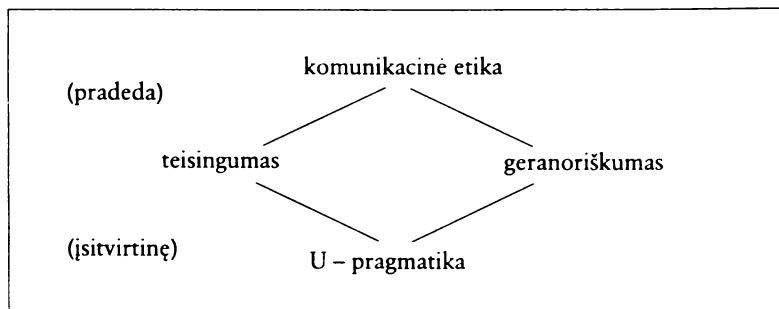 komunikacinė etika
(pradeda)
teisingumas geranoriškumas
(įsitvirtinę)
U – pragmatika